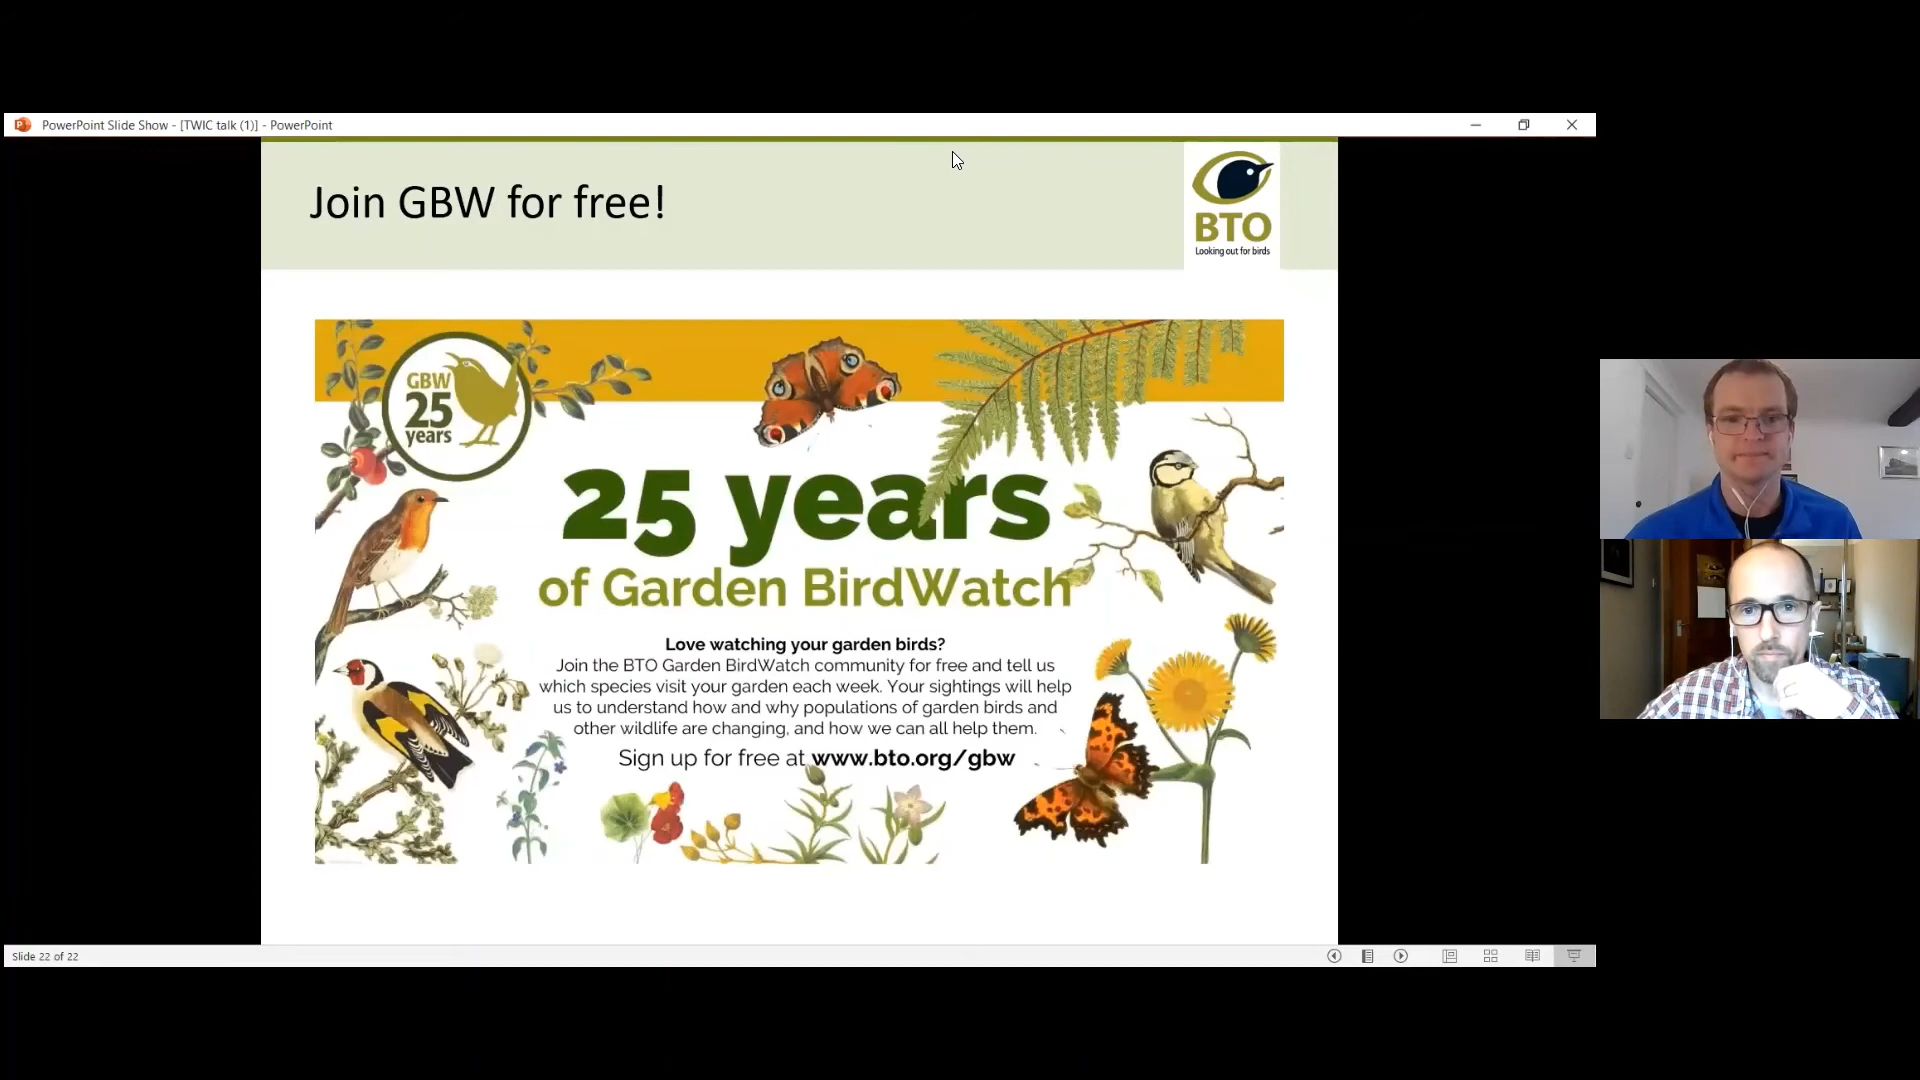 PowerPoint Slide Show - [TWIC talk (1)] - PowerPoint
Join GBW for free!
BTO
Looking out for birds
GBW
25
years
25 years
of Garden BirdWatch
Love watching your garden birds?
Join the BTO Garden BirdWatch community for free and tell us
which species visit your garden each week. Your sightings will help
us to understand how and why populations of garden birds and
other wildlife are changing, and how we can all help them.
Sign up for free at www.bto.org/gbw
Slide 22 of 22